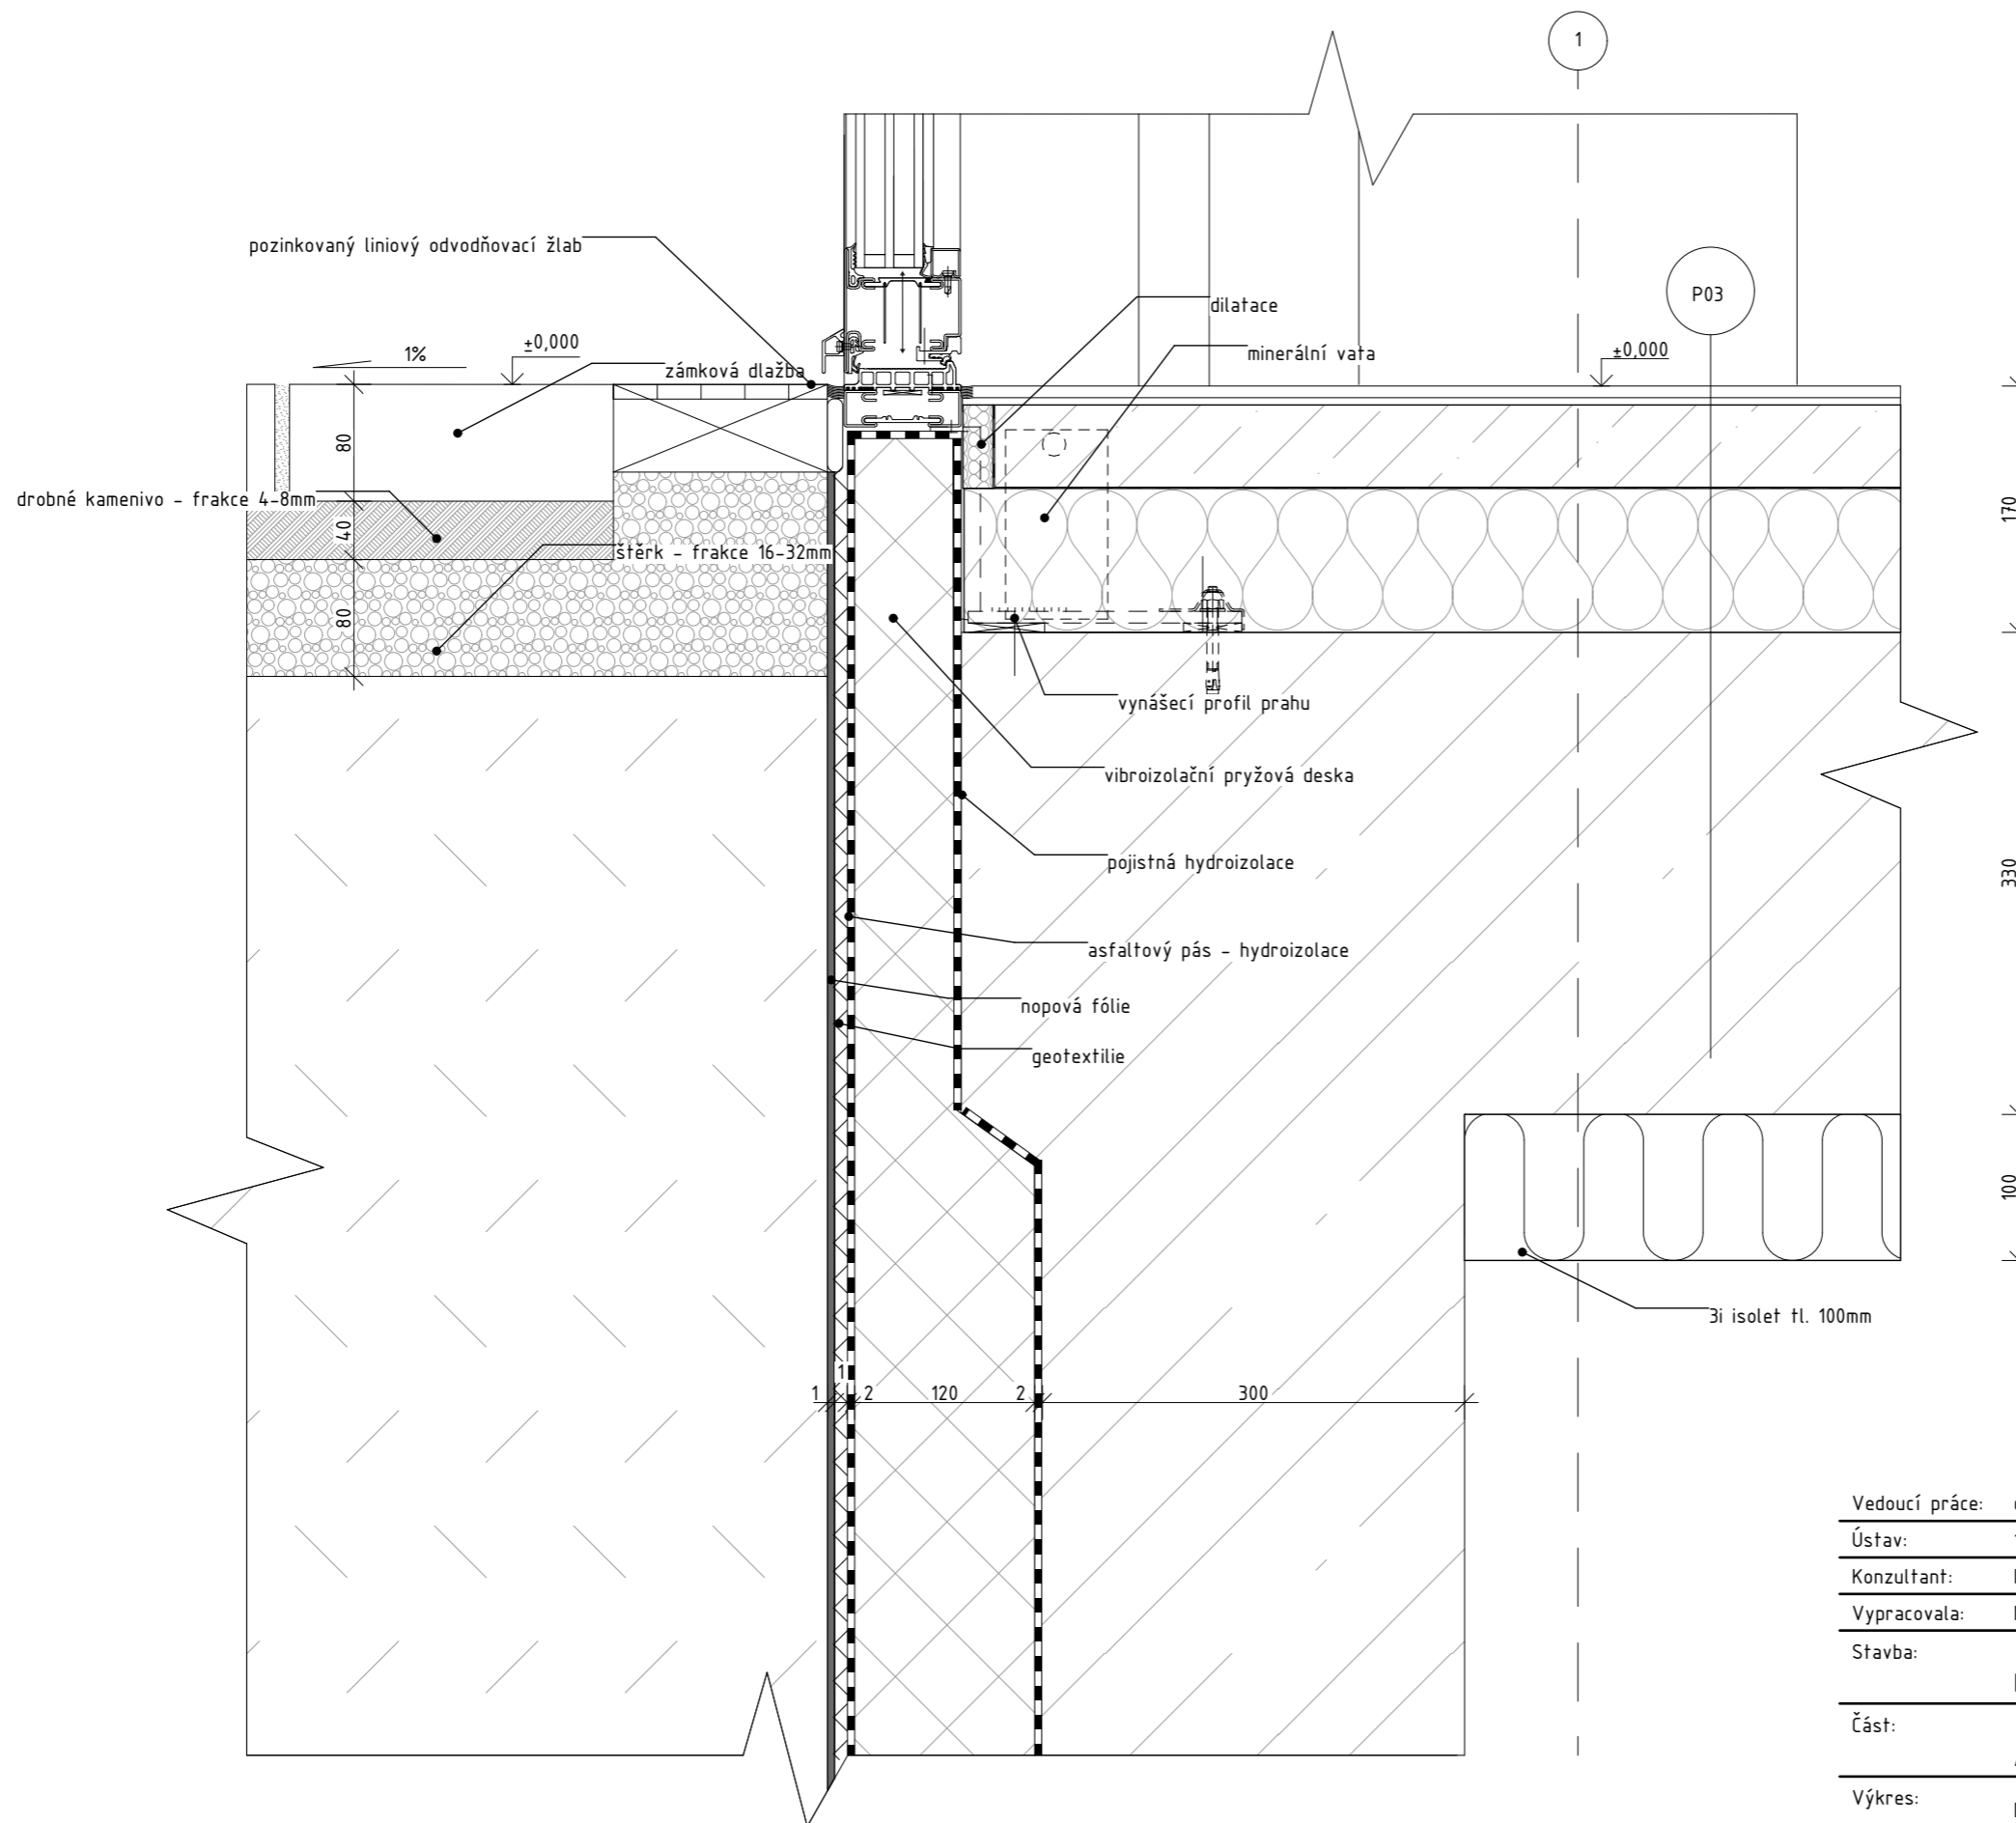 1
pozinkovaný liniový odvodňovací žlab
P03
dilatace
±0,000
1%
minerální vata
±0,000
zámková dlažba
80
drobné kamenivo - frakce 4-8mm
40
štěrk - frakce 16-32mm
170
80
vynášecí profil prahu
vibroizolační pryžová deska
pojistná hydroizolace
330
asfaltový pás - hydroizolace
nopová fólie
geotextilie
100
3i isolet tl. 100mm
1
1
2
120
2
300
Vedoucí práce:
Ústav:
Konzultant:
Vypracovala:
Stavba:
Část:
Výkres: